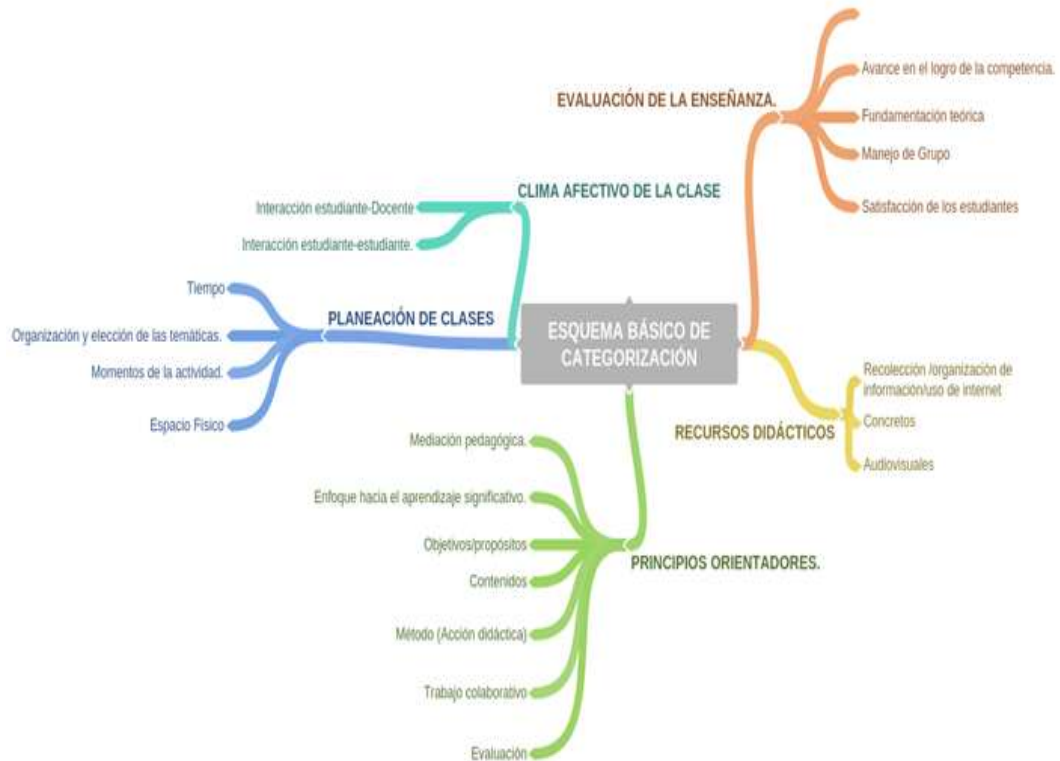 EVALUACIÓN DE LA ENSEÑANZA.
Avance en el logro de la competencia.
Fundamentación teórica
Manejo de Grupo
Satisfacción de los estudiantes
CLIMA AFECTIVO DE LA CLASE
Interacción estudiante-Docente
Interacción estudiante-estudiante.
PLANEACIÓN DE CLASES
Tiempo
Organización y elección de las temáticas.
Momentos de la actividad.
Espacio Físico
ESQUEMA BÁSICO DE
CATEGORIZACIÓN
RECURSOS DIDÁCTICOS
Recolección /organización de
información/uso de internet
Concretos
Audiovisuales
PRINCIPIOS ORIENTADORES.
Mediación pedagógica.
Enfoque hacia el aprendizaje significativo.
Objetivos/propósitos
Contenidos
Método (Acción didáctica)
Trabajo colaborativo
Evaluación